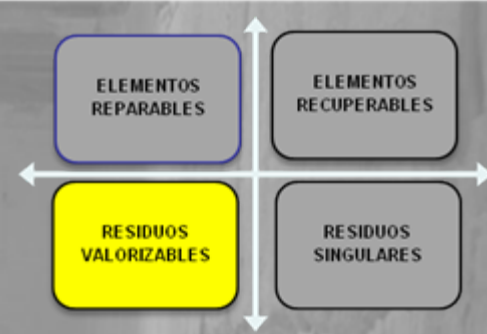 ELEMENTOS
REPARABLES
ELEMENTOS
RECUPERABLES
RESIDUOS
VALORIZABLES
RESIDUOS
SINGULARES